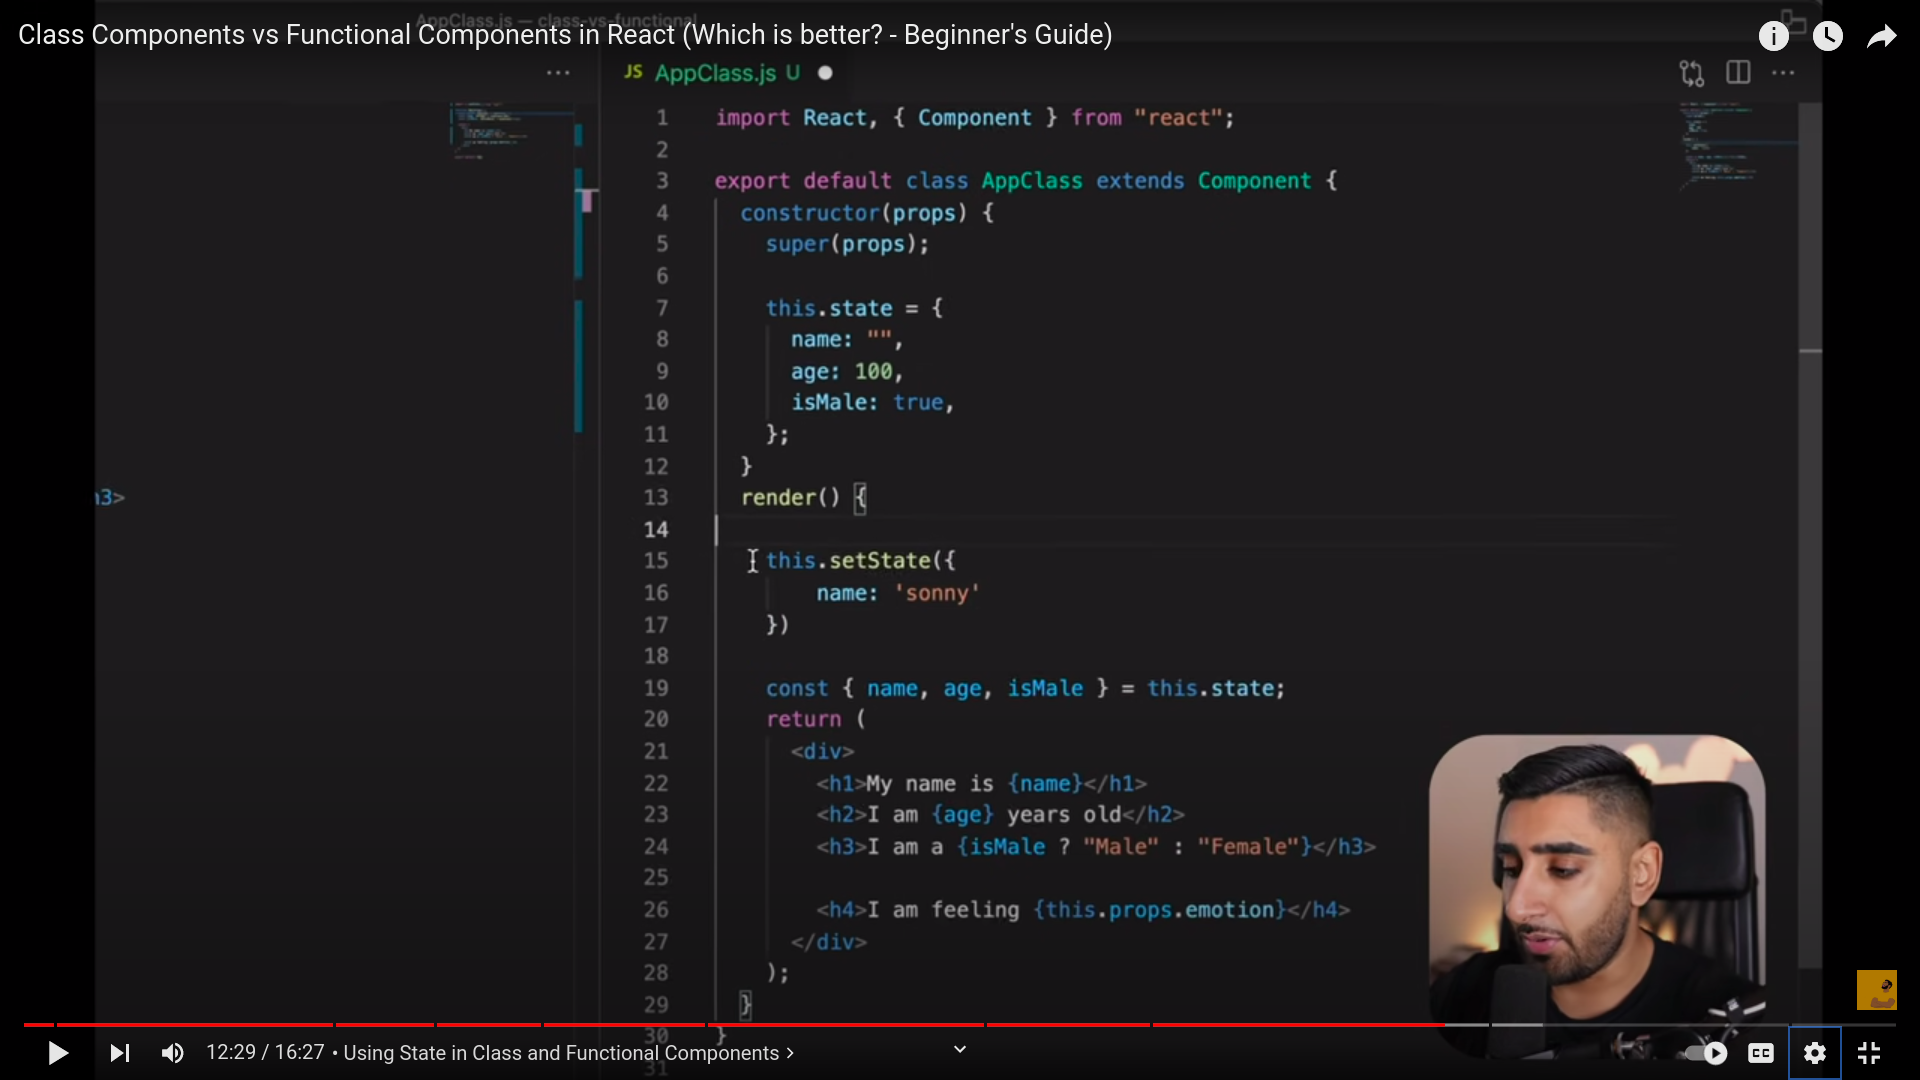 AppClass.js — class-vs-functional
Class Components vs Functional Components in React (Which is better? - Beginner's Guide)
JS AppClass.js U
1 import React, { Component } from "react";
2
3 export default class AppClass extends Component {
4 constructor(props) {
5 super(props);
6
7 this.state = {
8 name: "",
9 age: 100,
10 isMale: true,
11 };
12 }
h3>
13 render() {
14
15 this.setState({
16 name: 'sonny'
17 })
18
19 const { name, age, isMale } = this.state;
20 return (
21 <div>
22 <h1>My name is {name}</h1>
23 <h2>I am {age} years old</h2>
24 <h3>I am a {isMale ? "Male" : "Female"}</h3>
25
26 <h4>I am feeling {this.props.emotion}</h4>
27 </div>
28 );
29 }
30 }
31
12:29 / 16:27 • Using State in Class and Functional Components
CC